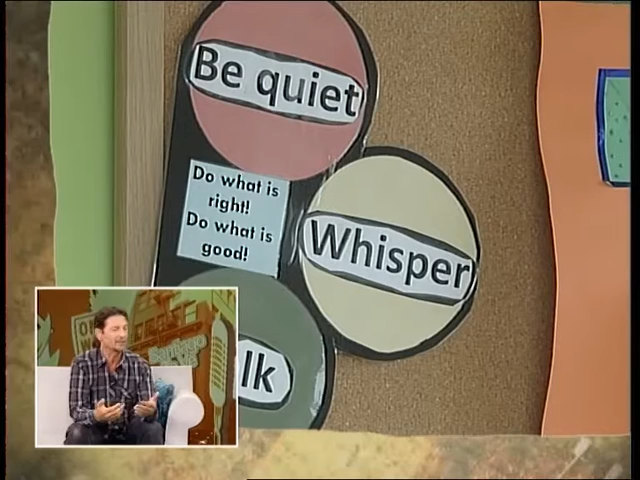 Be quiet
Do what is
right!
Do what is
good!
Whisper
lk